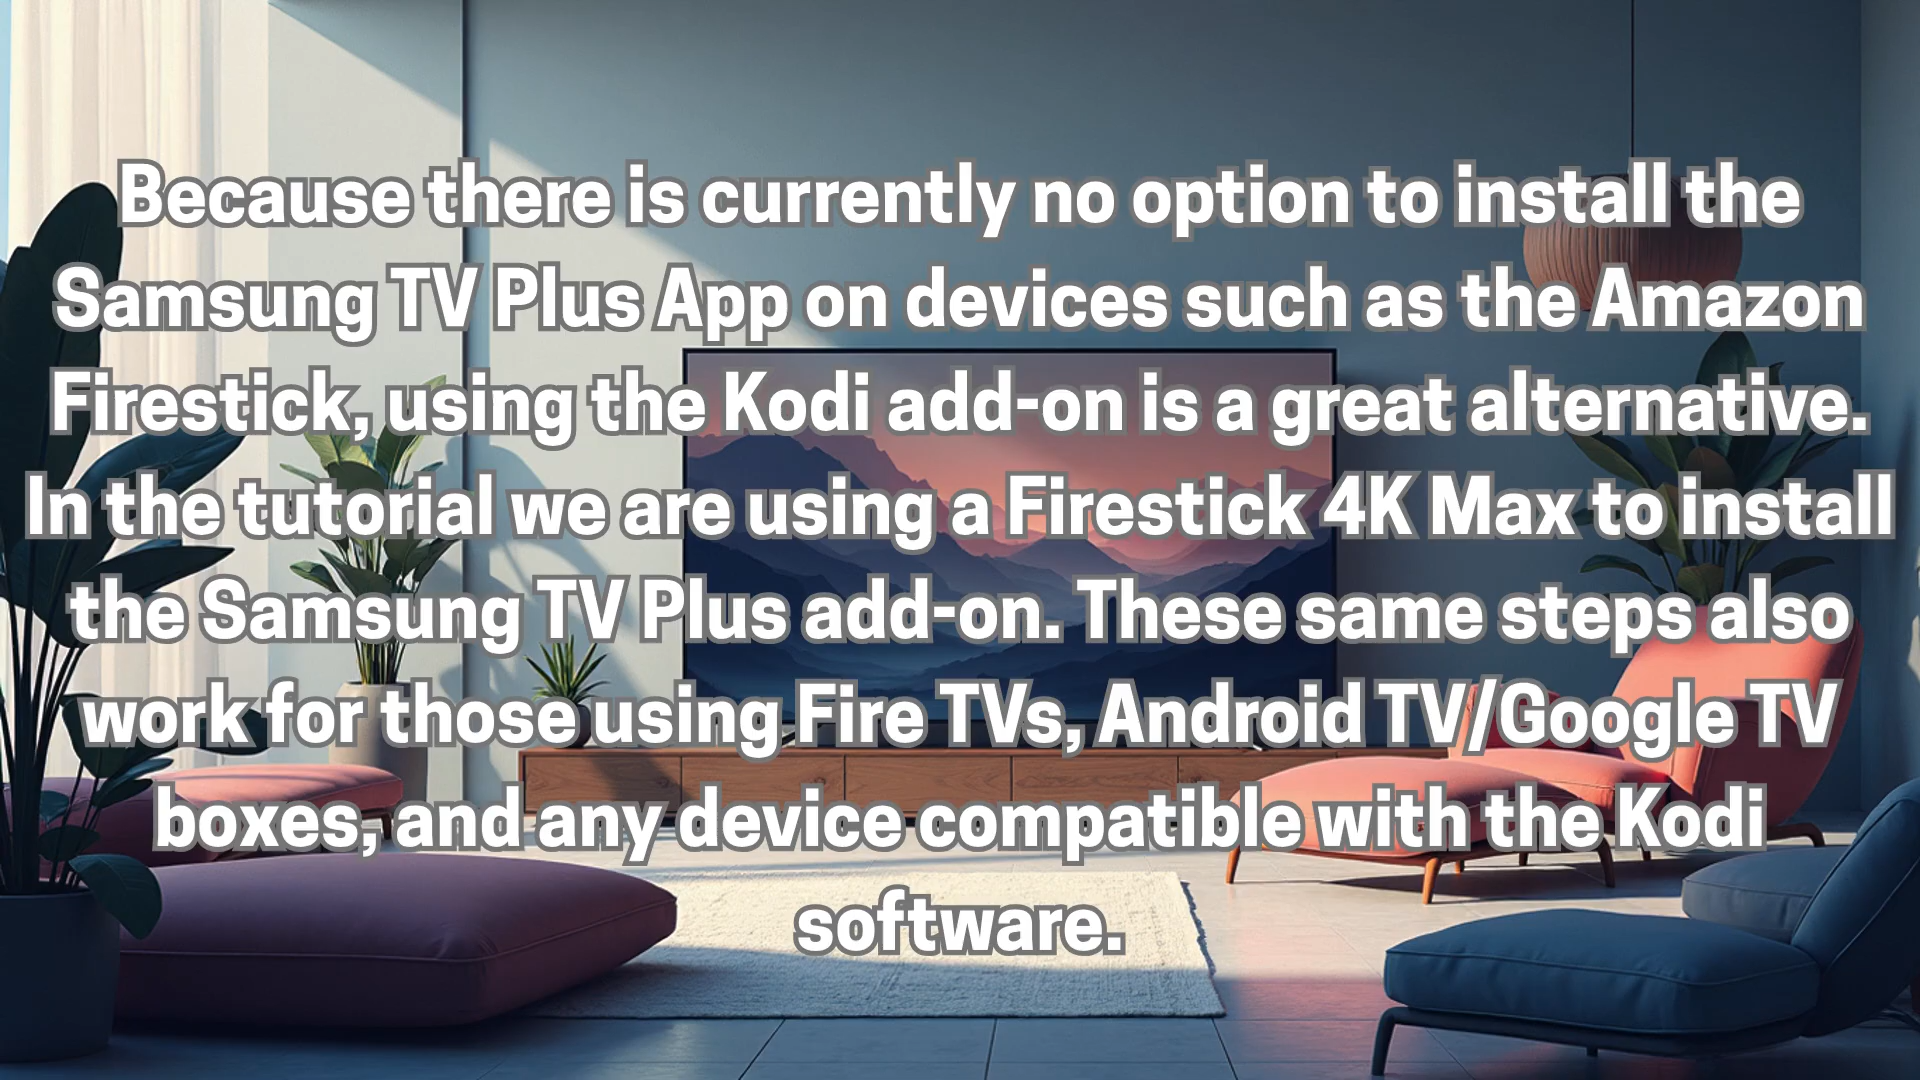 Because there is currently no option to install the
Samsung TV Plus App on devices such as the Amazon
Firestick, using the Kodi add-on is a great alternative.
In the tutorial we are using a Firestick 4K Max to install
the Samsung TV Plus add-on. These same steps also
work for those using Fire TVs, Android TV/Google TV
boxes, and any device compatible with the Kodi
software.